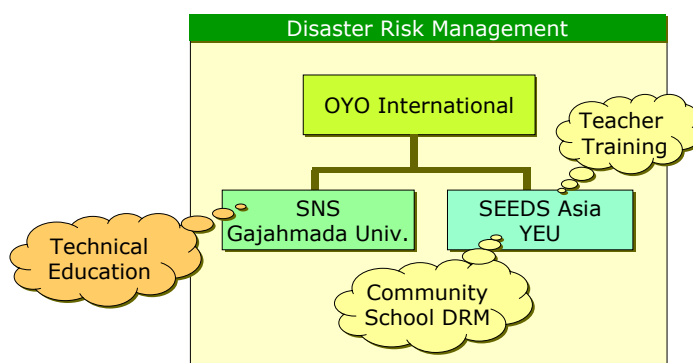 Disaster Risk Management
OYO International
Teacher
Training
SNS
Gajahmada Univ.
SEEDS Asia
YEU
Technical
Education
Community
School DRM